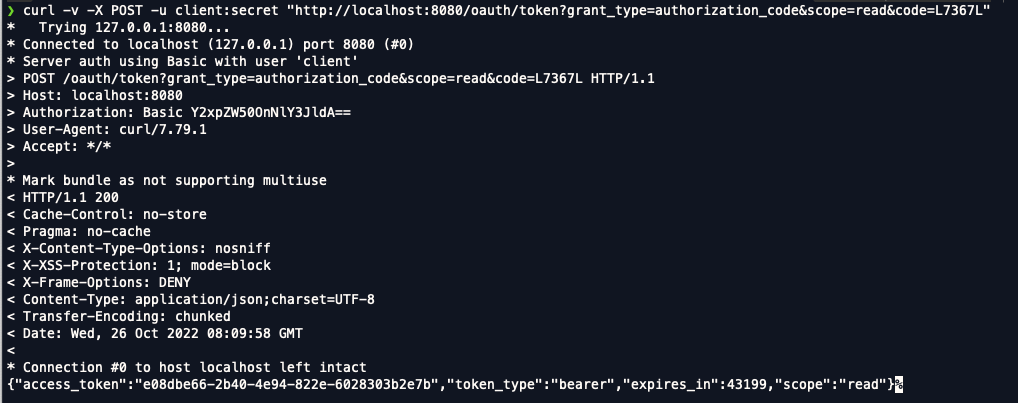 ❯ curl -v -X POST -u client:secret "http://localhost:8080/oauth/token?grant_type=authorization_code&scope=read&code=L7367L"
*   Trying 127.0.0.1:8080...
* Connected to localhost (127.0.0.1) port 8080 (#0)
* Server auth using Basic with user 'client'
> POST /oauth/token?grant_type=authorization_code&scope=read&code=L7367L HTTP/1.1
> Host: localhost:8080
> Authorization: Basic Y2xpZW50OnNlY3JldA==
> User-Agent: curl/7.79.1
> Accept: */*
>
* Mark bundle as not supporting multiuse
< HTTP/1.1 200
< Cache-Control: no-store
< Pragma: no-cache
< X-Content-Type-Options: nosniff
< X-XSS-Protection: 1; mode=block
< X-Frame-Options: DENY
< Content-Type: application/json;charset=UTF-8
< Transfer-Encoding: chunked
< Date: Wed, 26 Oct 2022 08:09:58 GMT
<
* Connection #0 to host localhost left intact
{"access_token":"e08dbe66-2b40-4e94-822e-6028303b2e7b","token_type":"bearer","expires_in":43199,"scope":"read"}%